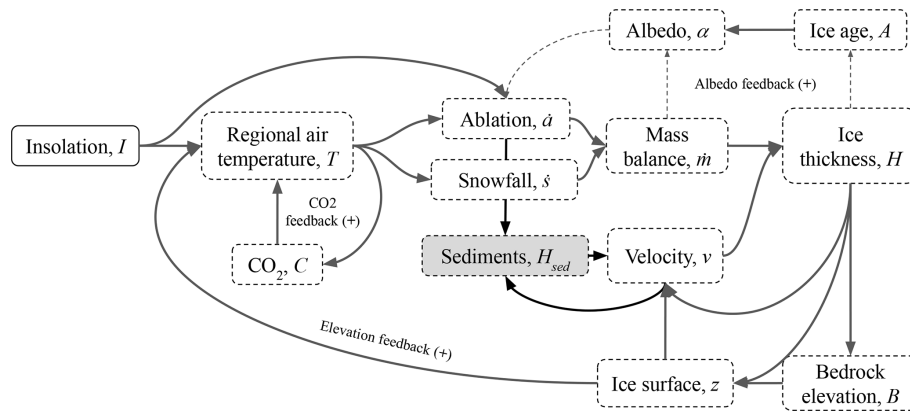 Albedo, α
Ice age, A
Albedo feedback (+)
Insolation, I
Regional air
temperature, T
Ablation, ȧ
Snowfall, ṡ
Mass
balance, ṁ
Ice
thickness, H
CO2
feedback (+)
CO₂, C
Sediments, H_sed
Velocity, v
Elevation feedback (+)
Ice surface, z
Bedrock
elevation, B